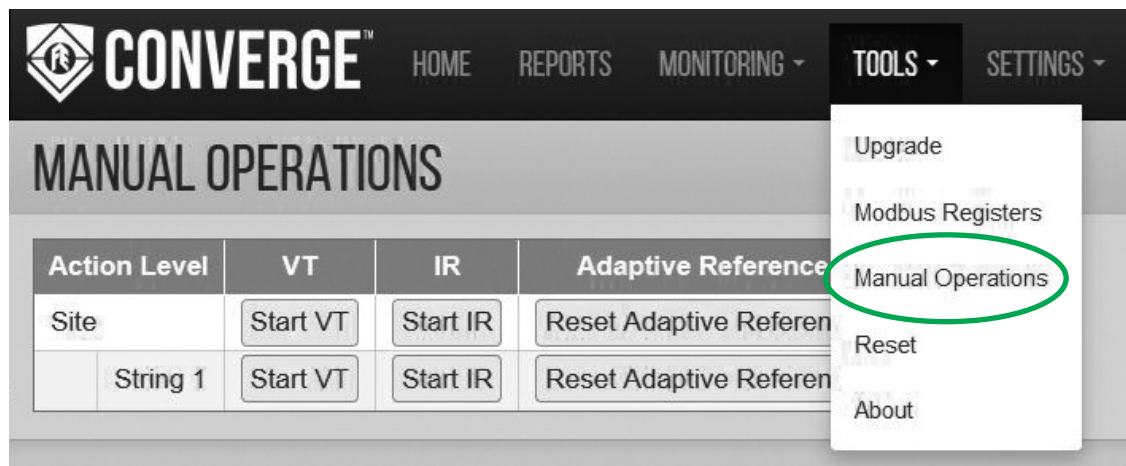 CONVERGE™ HOME REPORTS MONITORING TOOLS SETTINGS
MANUAL OPERATIONS
Upgrade
Modbus Registers
Manual Operations
Reset
About
Action Level VT IR Adaptive Reference
Site Start VT Start IR Reset Adaptive Referen
String 1 Start VT Start IR Reset Adaptive Referen